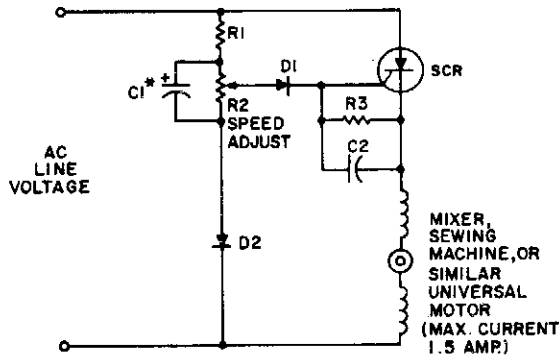 R1
D1
SCR
C1* +
R2
SPEED
ADJUST
R3
C2
AC
LINE
VOLTAGE
D2
MIXER,
SEWING
MACHINE, OR
SIMILAR
UNIVERSAL
MOTOR
(MAX. CURRENT
1.5 AMP.)